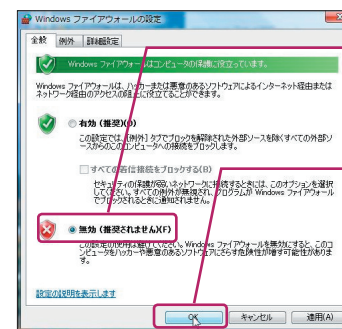 Windows ファイアウォールの設定
全般 例外 詳細設定
Windows ファイアウォールはコンピュータの保護に役立っています。
Windows ファイアウォールは、ハッカーまたは悪意のあるソフトウェアによるインターネット経由または
ネットワーク経由のアクセスの防止に役立てることができます。
有効 (推奨)(O)
この設定では、[例外] タブでブロックを解除された外部ソースを除くすべての外部ソ
ースからのこのコンピュータへの接続をブロックします。
すべての着信接続をブロックする(B)
セキュリティの保護が弱いネットワークに接続するときには、このオプションを選択
してください。すべての例外が無視され、プログラムが Windows ファイアウォール
でブロックされるときに通知されません。
無効 (推奨されません)(F)
この設定の使用は避けてください。Windows ファイアウォールを無効にすると、このコ
ンピュータをハッカーや悪意のあるソフトウェアにさらす危険性が増す可能性がありま
す。
設定の説明を表示します
OK キャンセル 適用(A)